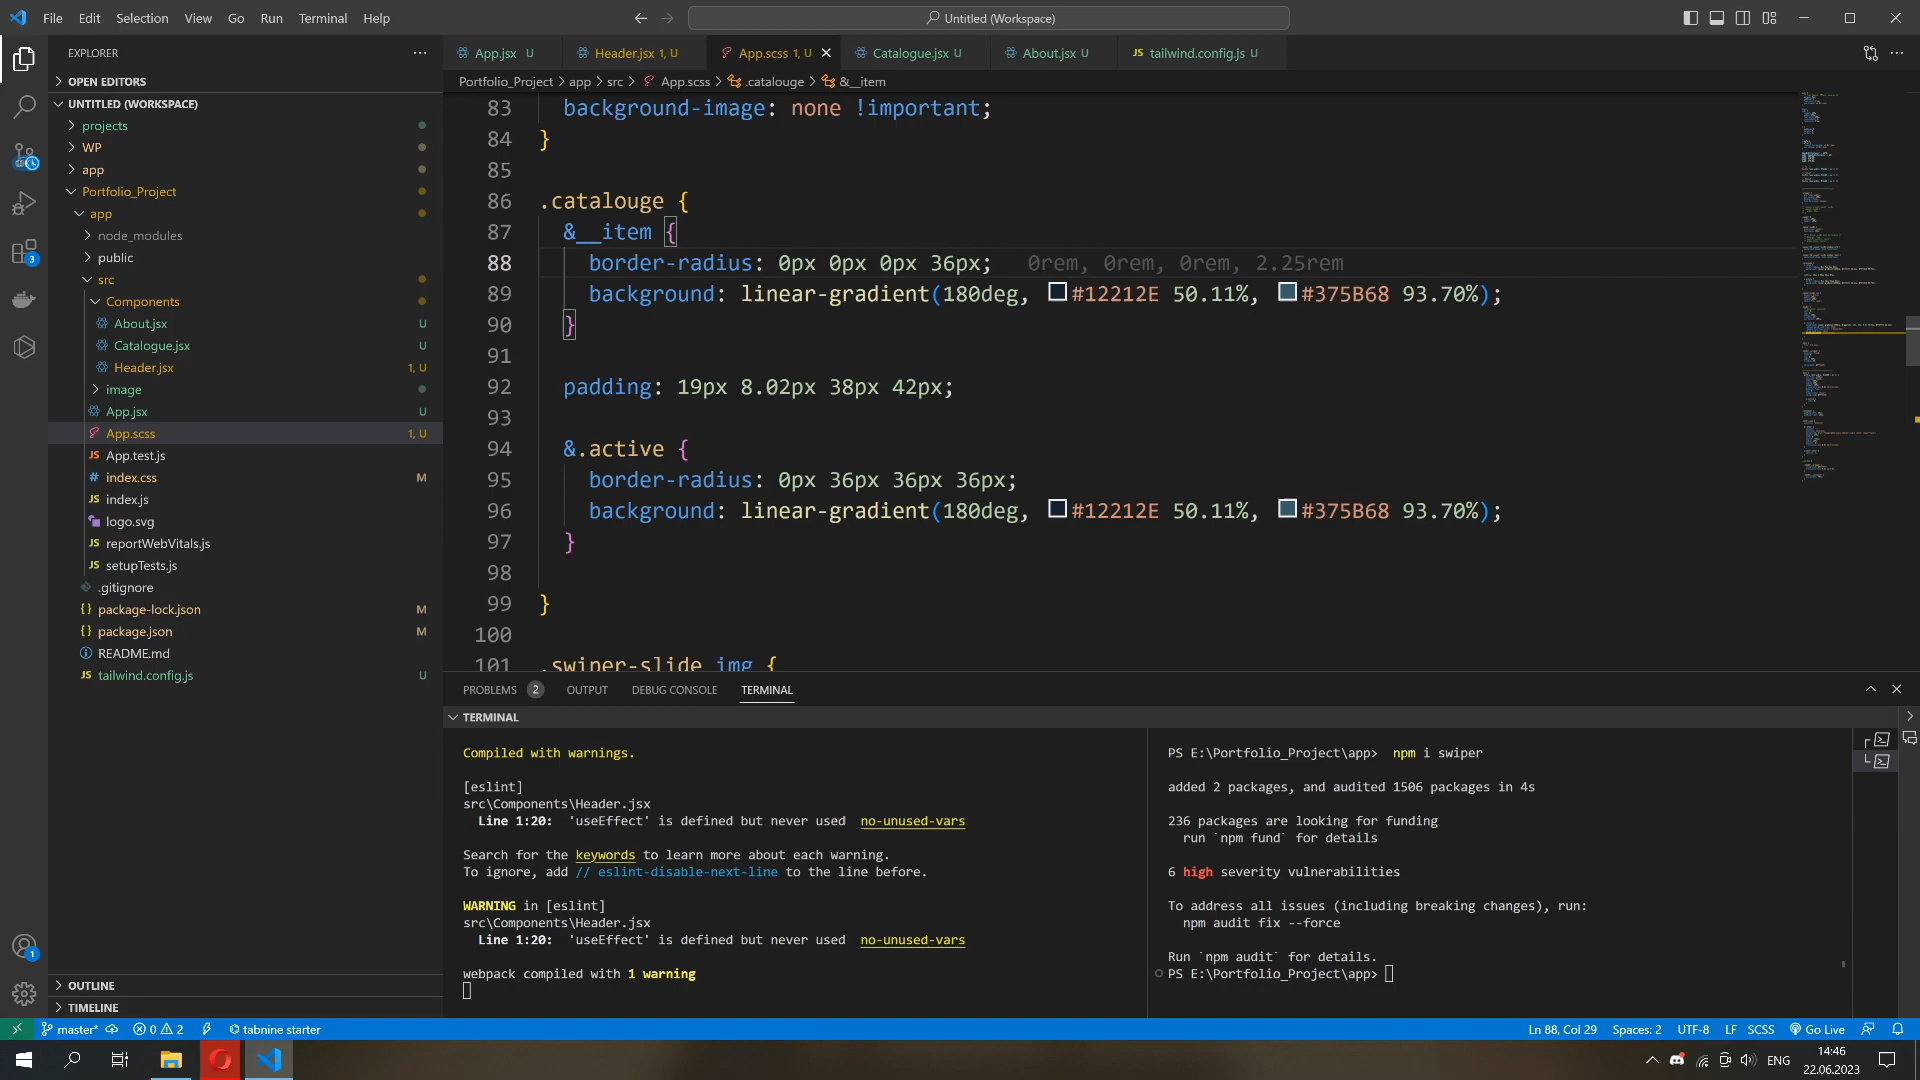 File Edit Selection View Go Run Terminal Help
Untitled (Workspace)
EXPLORER
OPEN EDITORS
UNTITLED (WORKSPACE)
projects
WP
app
Portfolio_Project
app
node_modules
public
src
Components
About.jsx U
Catalogue.jsx U
Header.jsx 1, U
image
App.jsx U
App.scss 1, U
App.test.js
index.css M
index.js
logo.svg
reportWebVitals.js
setupTests.js
.gitignore
package-lock.json M
package.json M
README.md
tailwind.config.js U
OUTLINE
TIMELINE
App.jsx U Header.jsx 1, U App.scss 1, U Catalogue.jsx U About.jsx U tailwind.config.js U
Portfolio_Project > app > src > App.scss > .catalouge > &__item
83 background-image: none !important;
84 }
85
86 .catalouge {
87 &__item {
88 border-radius: 0px 0px 0px 36px; 0rem, 0rem, 0rem, 2.25rem
89 background: linear-gradient(180deg, #12212E 50.11%, #375B68 93.70%);
90 }
91
92 padding: 19px 8.02px 38px 42px;
93
94 &.active {
95 border-radius: 0px 36px 36px 36px;
96 background: linear-gradient(180deg, #12212E 50.11%, #375B68 93.70%);
97 }
98
99 }
100
101 .swiper-slide img {
PROBLEMS 2 OUTPUT DEBUG CONSOLE TERMINAL
TERMINAL
Compiled with warnings.
[eslint]
src\Components\Header.jsx
Line 1:20: 'useEffect' is defined but never used no-unused-vars
Search for the keywords to learn more about each warning.
To ignore, add // eslint-disable-next-line to the line before.
WARNING in [eslint]
src\Components\Header.jsx
Line 1:20: 'useEffect' is defined but never used no-unused-vars
webpack compiled with 1 warning
PS E:\Portfolio_Project\app> npm i swiper
added 2 packages, and audited 1506 packages in 4s
236 packages are looking for funding
run `npm fund` for details
6 high severity vulnerabilities
To address all issues (including breaking changes), run:
npm audit fix --force
Run `npm audit` for details.
PS E:\Portfolio_Project\app>
3
1
master* 0 2 tabnine starter
Ln 88, Col 29 Spaces: 2 UTF-8 LF SCSS Go Live
ENG
14:46
22.06.2023